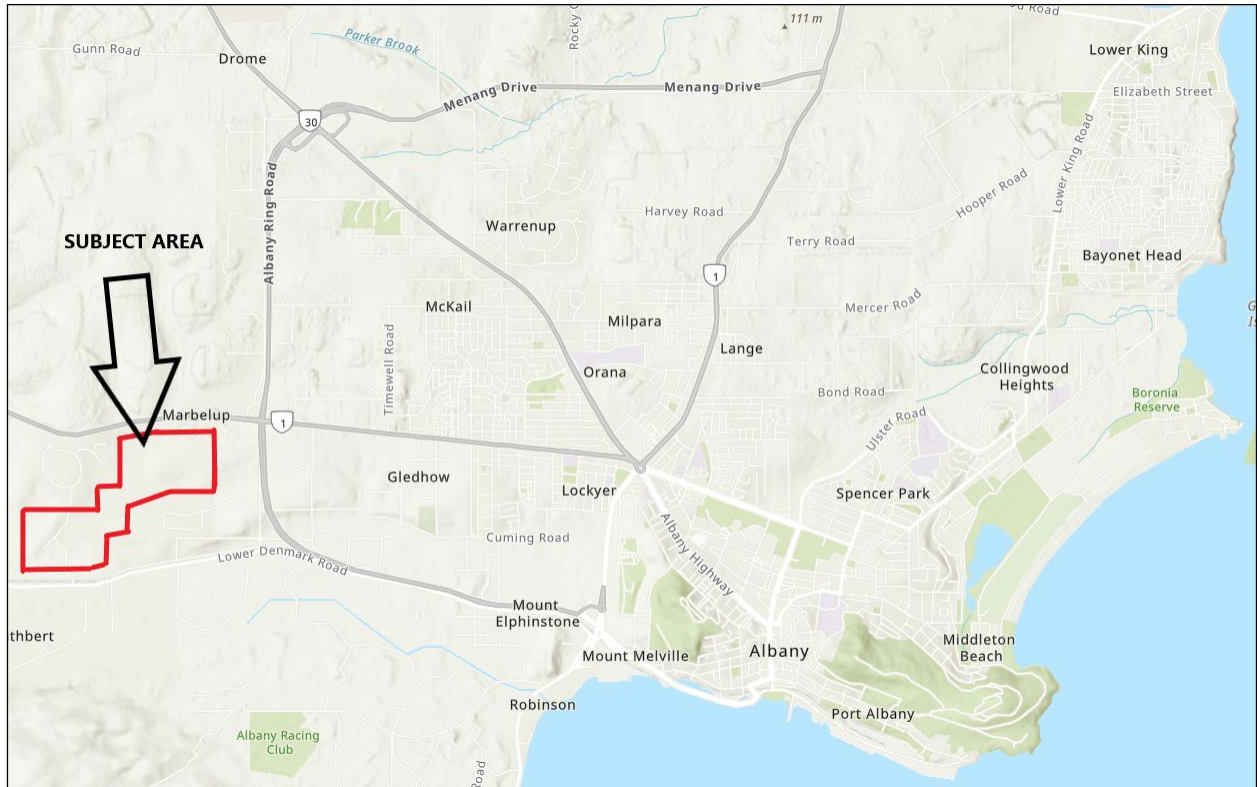 111 m
od Road
Rocky C
Gunn Road
Parker Brook
Lower King
Drome
Elizabeth Street
Menang Drive
Menang Drive
30
Lower King Road
Albany Ring Road
Hooper Road
Harvey Road
Warrenup
SUBJECT AREA
Terry Road
Bayonet Head
1
McKail
Mercer Road
G
Is
Milpara
Timewell Road
Lange
Orana
Collingwood
Heights
Bond Road
Boronia
Reserve
Marbelup
1
Ulster Road
Gledhow
Lockyer
Spencer Park
Cuming Road
Albany Highway
Lower Denmark Road
Mount
Elphinstone
thbert
Middleton
Beach
Mount Melville
Albany
Robinson
Port Albany
Albany Racing
Club
Road